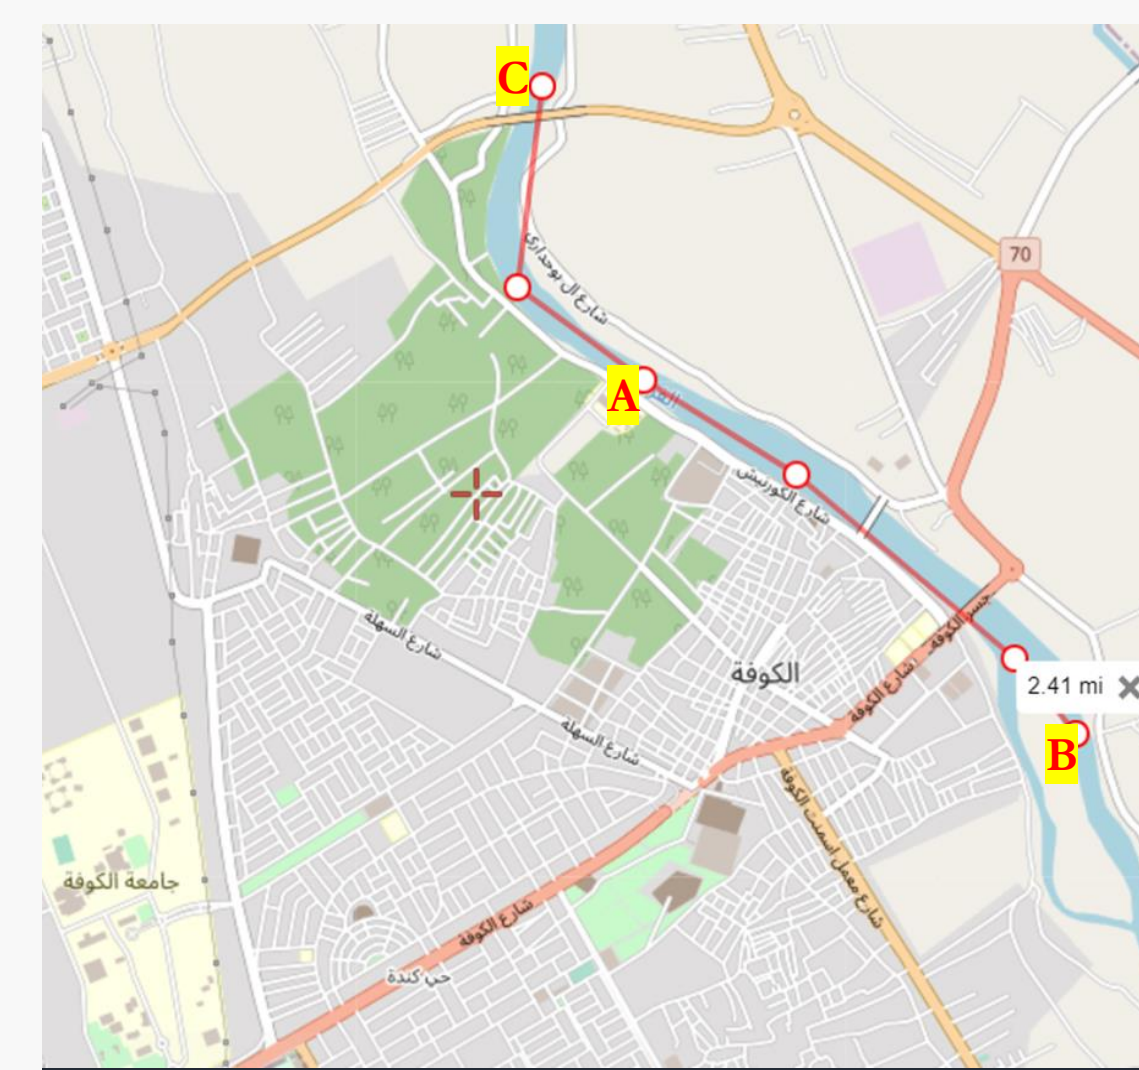 C
شارع ال بوحداري
70
A
الفر
شارع الكورنيش
جسر الكوفة
شارع السهلة
الكوفة
شارع الكوفة
2.41 mi
B
شارع السهلة
شارع معمل اسمنت الكوفة
جامعة الكوفة
شارع الكوفة
حي كندة